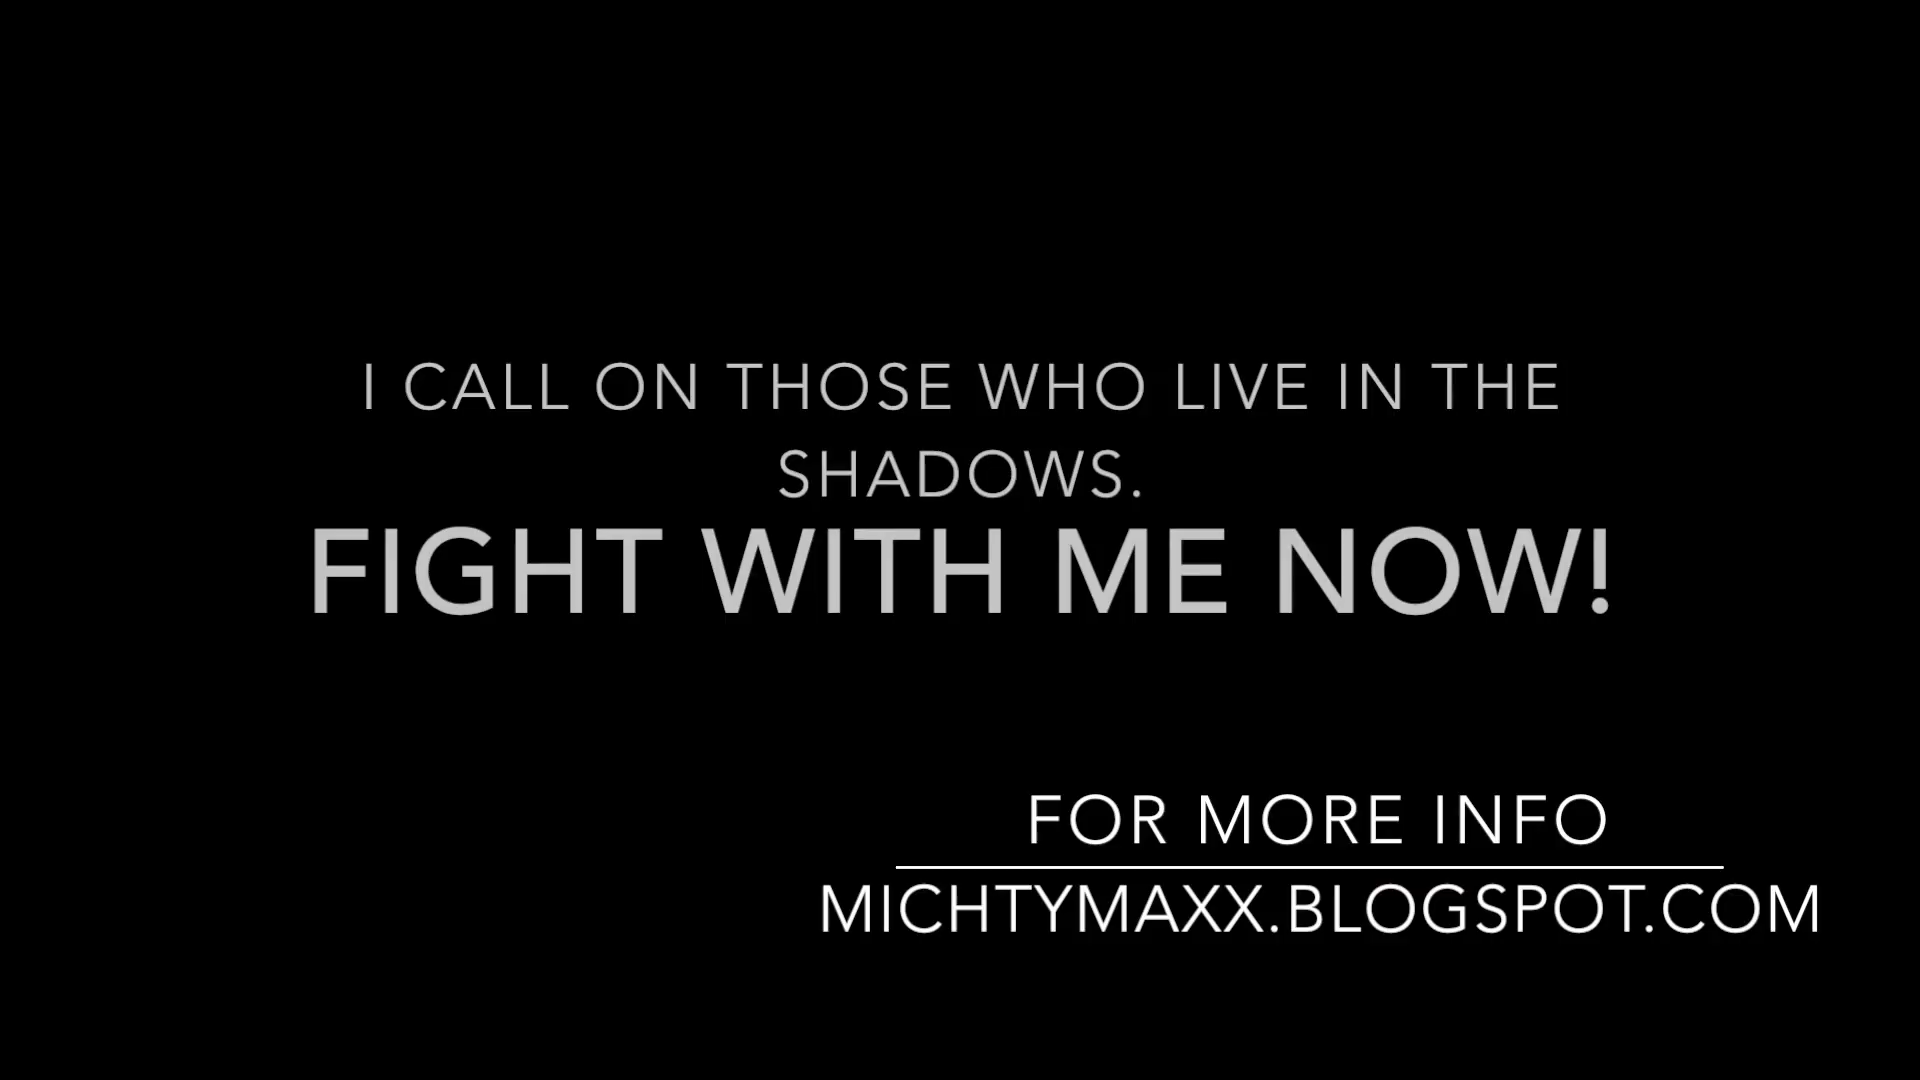 I CALL ON THOSE WHO LIVE IN THE
SHADOWS.
FIGHT WITH ME NOW!
FOR MORE INFO
MICHTYMAXX.BLOGSPOT.COM